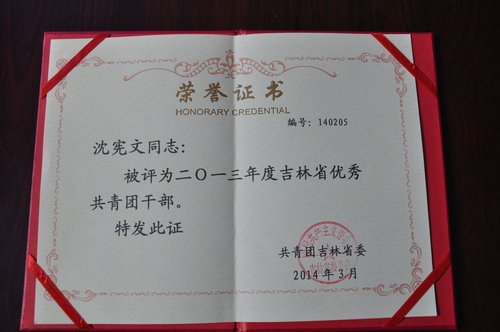 荣誉证书
HONORARY CREDENTIAL
编号：140205
沈宪文同志：
被评为二〇一三年度吉林省优秀
共青团干部。
特发此证
共青团吉林省委
2014年3月